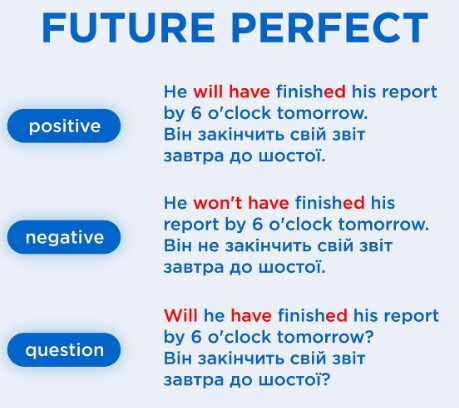 FUTURE PERFECT
positive
He will have finished his report
by 6 o'clock tomorrow.
Він закінчить свій звіт
завтра до шостої.
negative
He won't have finished his
report by 6 o'clock tomorrow.
Він не закінчить свій звіт
завтра до шостої.
question
Will he have finished his report
by 6 o'clock tomorrow?
Він закінчить свій звіт
завтра до шостої?